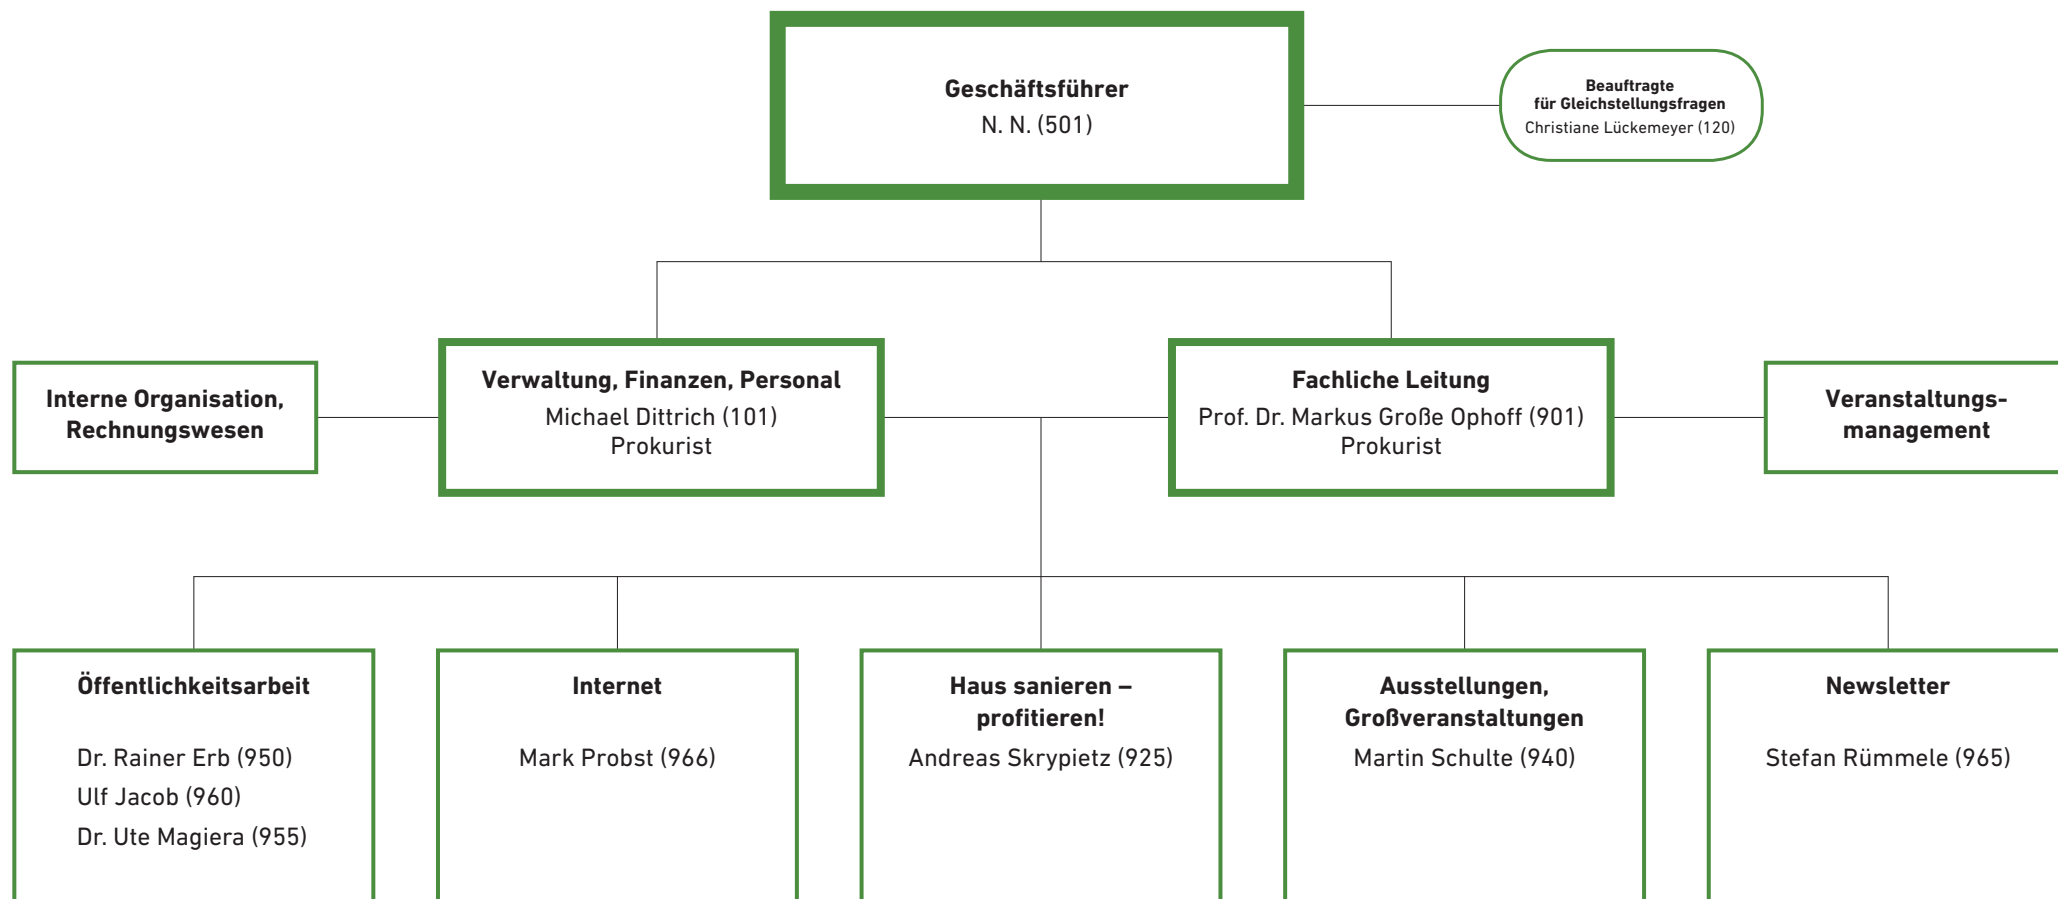 Geschäftsführer
N. N. (501)
Beauftragte
für Gleichstellungsfragen
Christiane Lückemeyer (120)
Interne Organisation,
Rechnungswesen
Verwaltung, Finanzen, Personal
Michael Dittrich (101)
Prokurist
Fachliche Leitung
Prof. Dr. Markus Große Ophoff (901)
Prokurist
Veranstaltungs-
management
Öffentlichkeitsarbeit
Dr. Rainer Erb (950)
Ulf Jacob (960)
Dr. Ute Magiera (955)
Internet
Mark Probst (966)
Haus sanieren –
profitieren!
Andreas Skrypietz (925)
Ausstellungen,
Großveranstaltungen
Martin Schulte (940)
Newsletter
Stefan Rümmele (965)